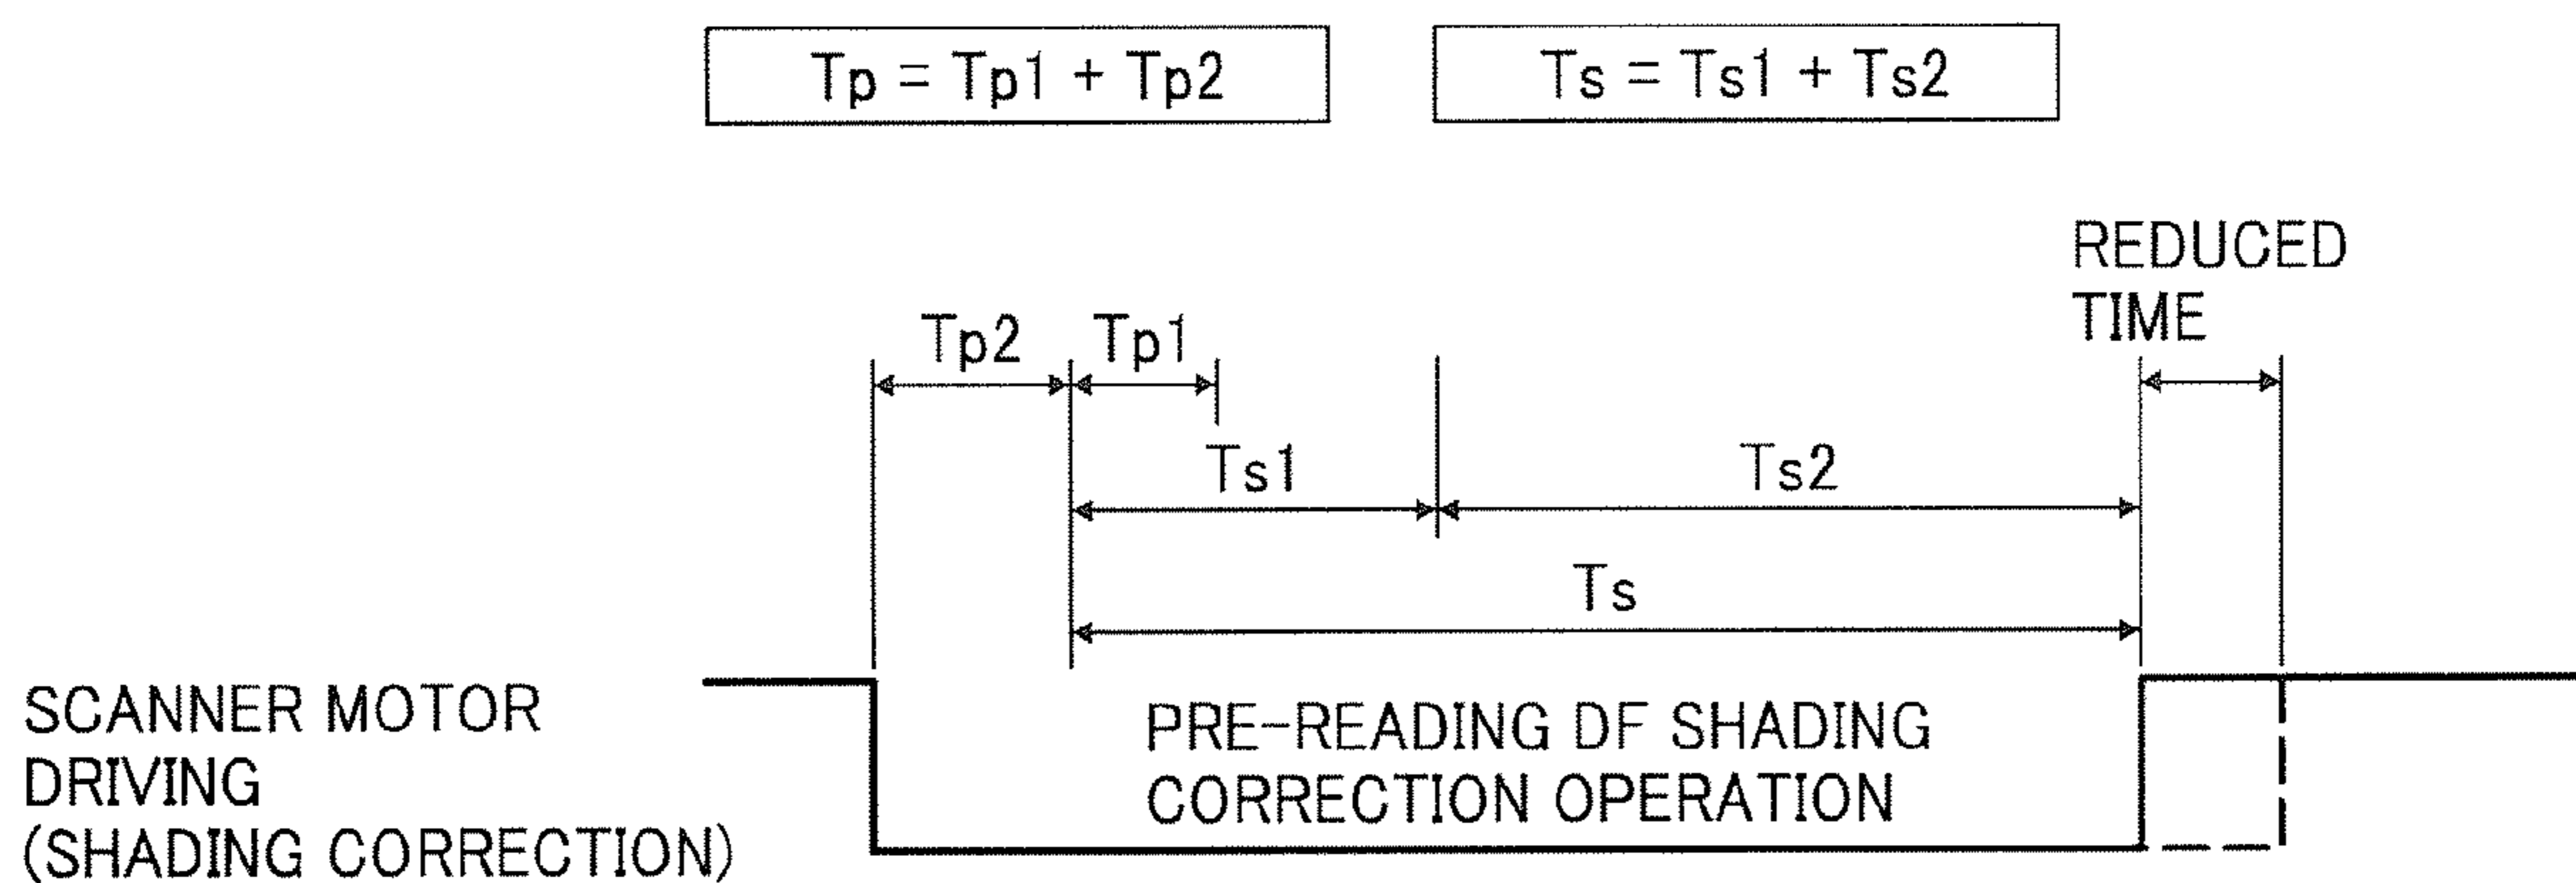 Tp = Tp1 + Tp2
Ts = Ts1 + Ts2
REDUCED
TIME
Tp2
Tp1
Ts1
Ts2
Ts
SCANNER MOTOR
DRIVING
(SHADING CORRECTION)
PRE-READING DF SHADING
CORRECTION OPERATION